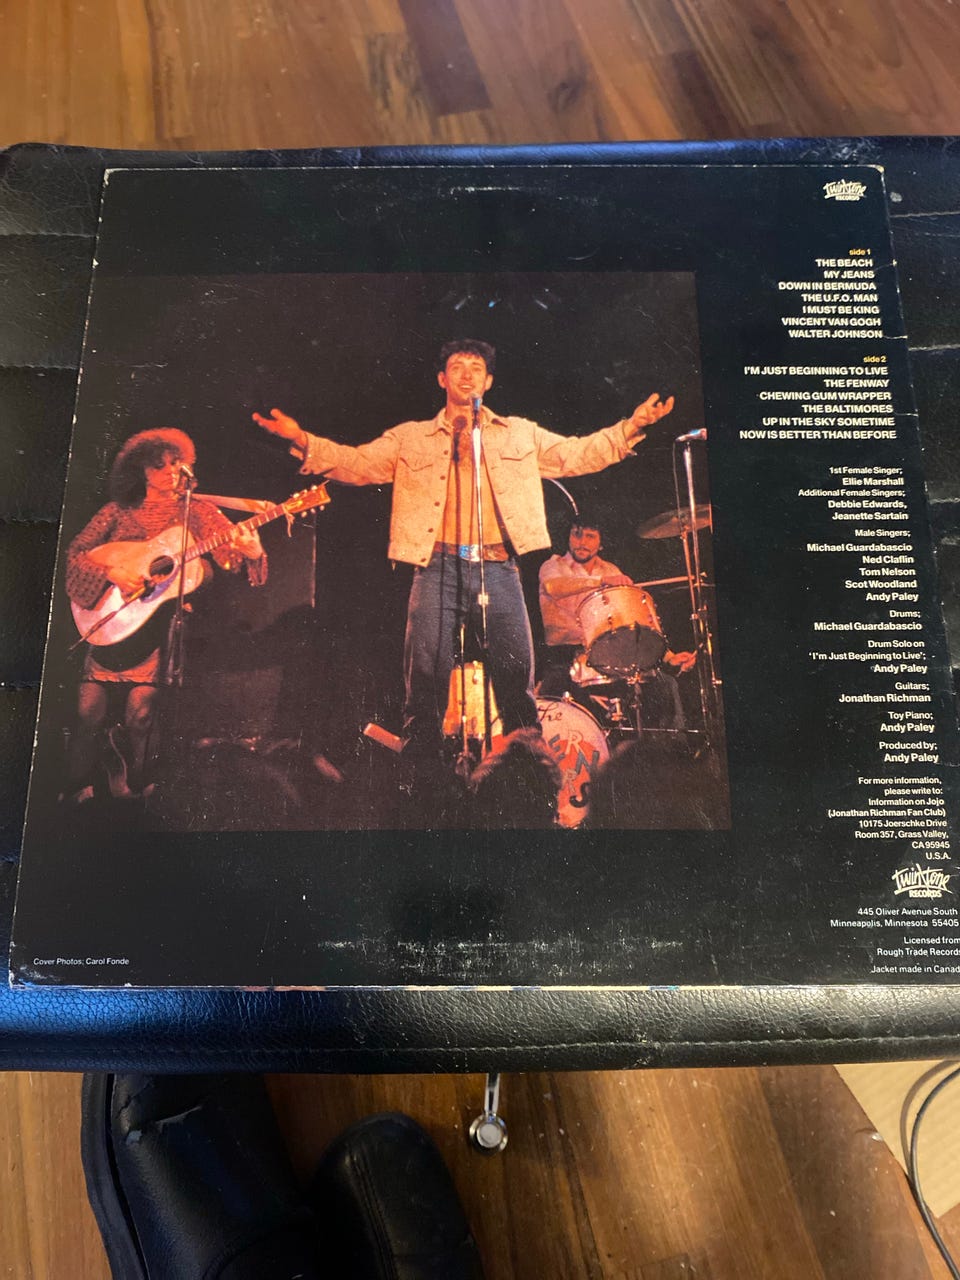 Twin/Tone
RECORDS
side 1
THE BEACH
MY JEANS
DOWN IN BERMUDA
THE U.F.O. MAN
I MUST BE KING
VINCENT VAN GOGH
WALTER JOHNSON
side 2
I'M JUST BEGINNING TO LIVE
THE FENWAY
CHEWING GUM WRAPPER
THE BALTIMORES
UP IN THE SKY SOMETIME
NOW IS BETTER THAN BEFORE
1st Female Singer;
Ellie Marshall
Additional Female Singers;
Debbie Edwards,
Jeanette Sartain
Male Singers;
Michael Guardabascio
Ned Claflin
Tom Nelson
Scot Woodland
Andy Paley
Drums;
Michael Guardabascio
Drum Solo on
'I'm Just Beginning to Live';
Andy Paley
Guitars;
Jonathan Richman
Toy Piano;
Andy Paley
Produced by;
Andy Paley
For more information,
please write to:
Information on Jojo
(Jonathan Richman Fan Club)
10175 Joerschke Drive
Room 357, Grass Valley,
CA 95945
U.S.A.
Twin/Tone
RECORDS
445 Oliver Avenue South
Minneapolis, Minnesota 55405
Licensed from
Rough Trade Records
Jacket made in Canad
Cover Photos; Carol Fonde
the
ERN
RS